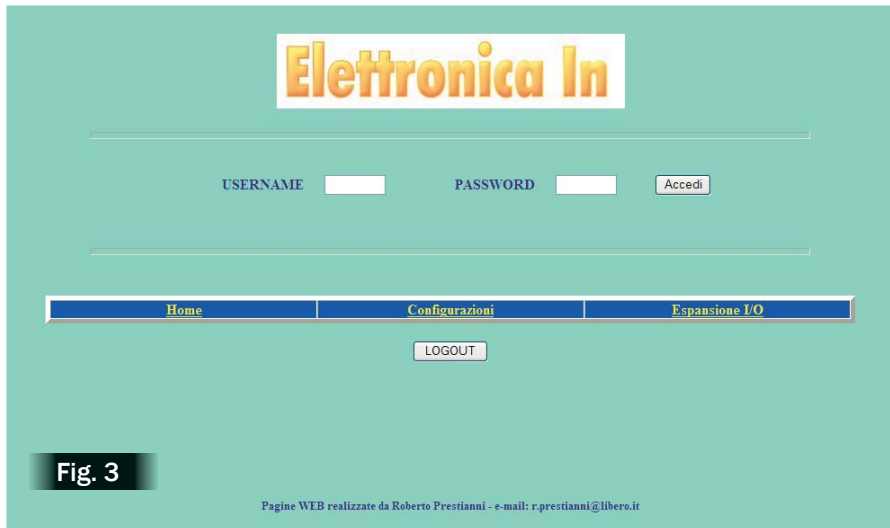 Elettronica In
USERNAME PASSWORD Accedi
Home Configurazioni Espansione I/O
LOGOUT
Fig. 3
Pagine WEB realizzate da Roberto Prestianni - e-mail: r.prestianni@libero.it